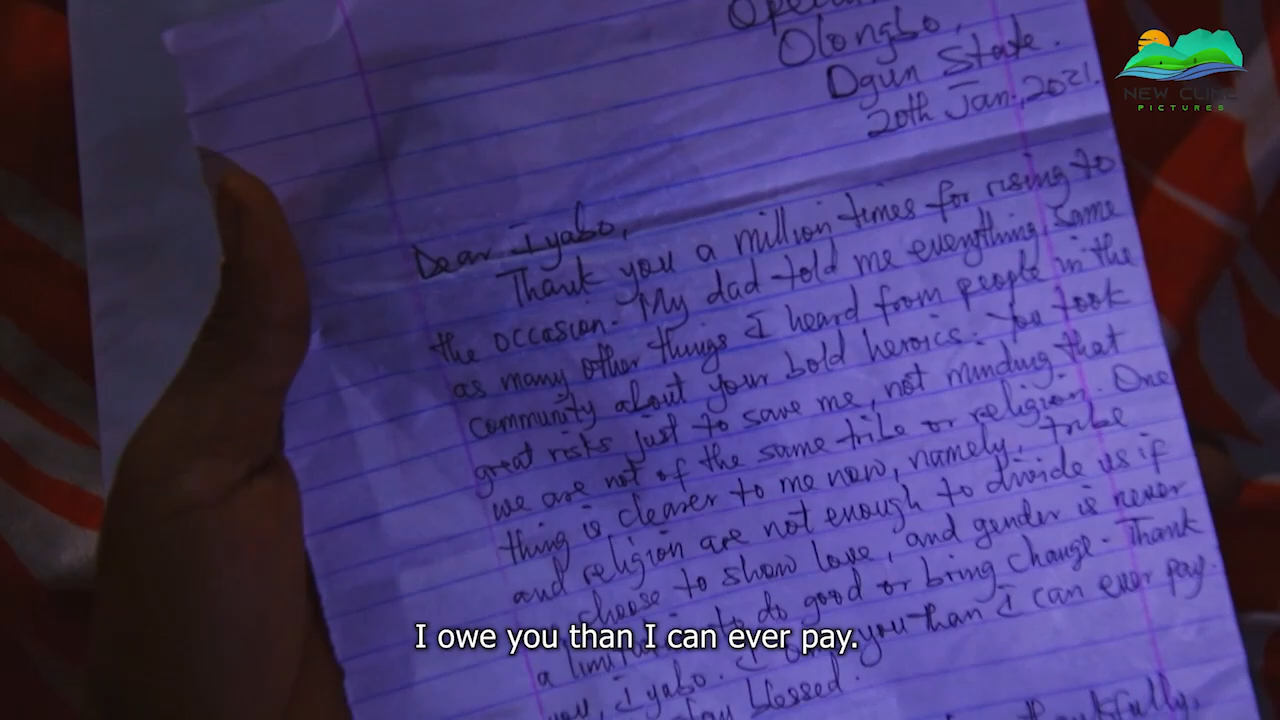 Olongbo,
Ogun State.
20th Jan., 2021.
NEW CLIME
PICTURES
Dear Iyabo,
Thank you a million times for rising to
the occasion. My dad told me everything, same
as many other things I heard from people in the
community about your bold heroics. You took
great risks just to save me, not minding that
we are not of the same tribe or religion. One
thing is clearer to me now, namely: tribe
and religion are not enough to divide us if
choose to show love, and gender is never
a to do good or bring change. Thank
you, Iyabo. I you than I can ever pay.
blessed.
I owe you than I can ever pay.